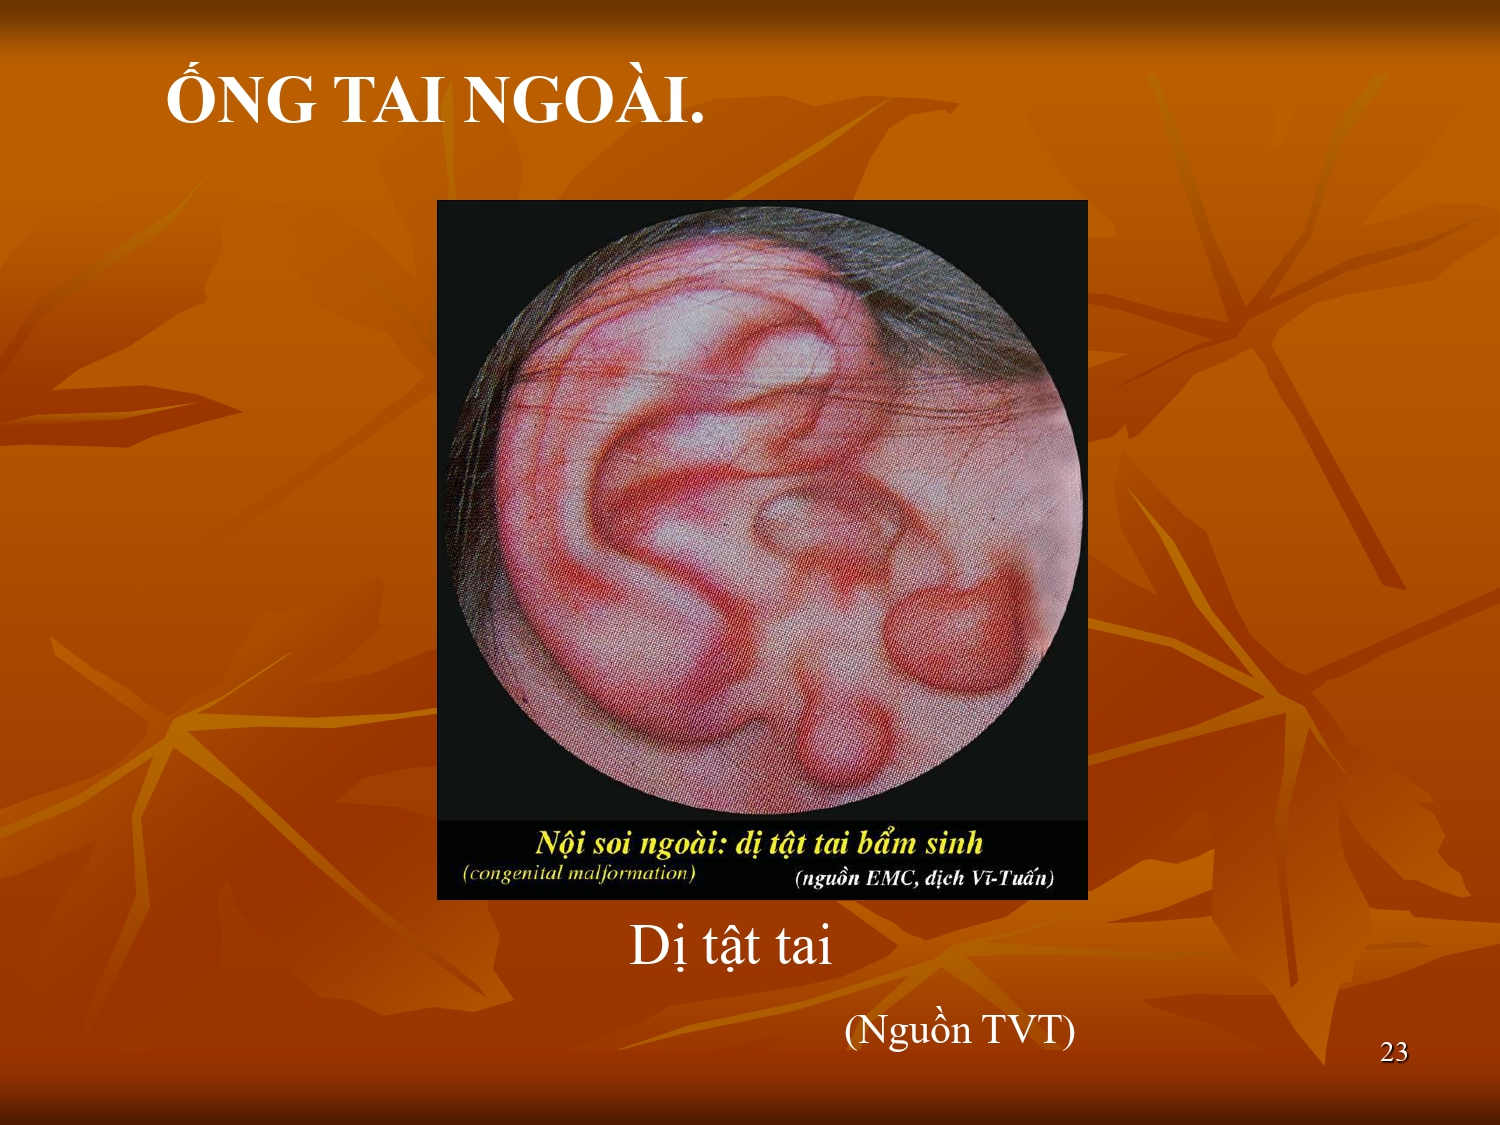 ỐNG TAI NGOÀI.
Nội soi ngoài: dị tật tai bẩm sinh
(congenital malformation)
(nguồn EMC, dịch Vĩ-Tuấn)
Dị tật tai
(Nguồn TVT)
23